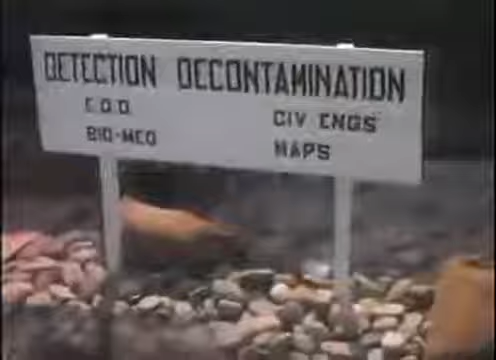 DETECTION DECONTAMINATION
E.O.D. CIV ENGS
BIO-MED MAPS